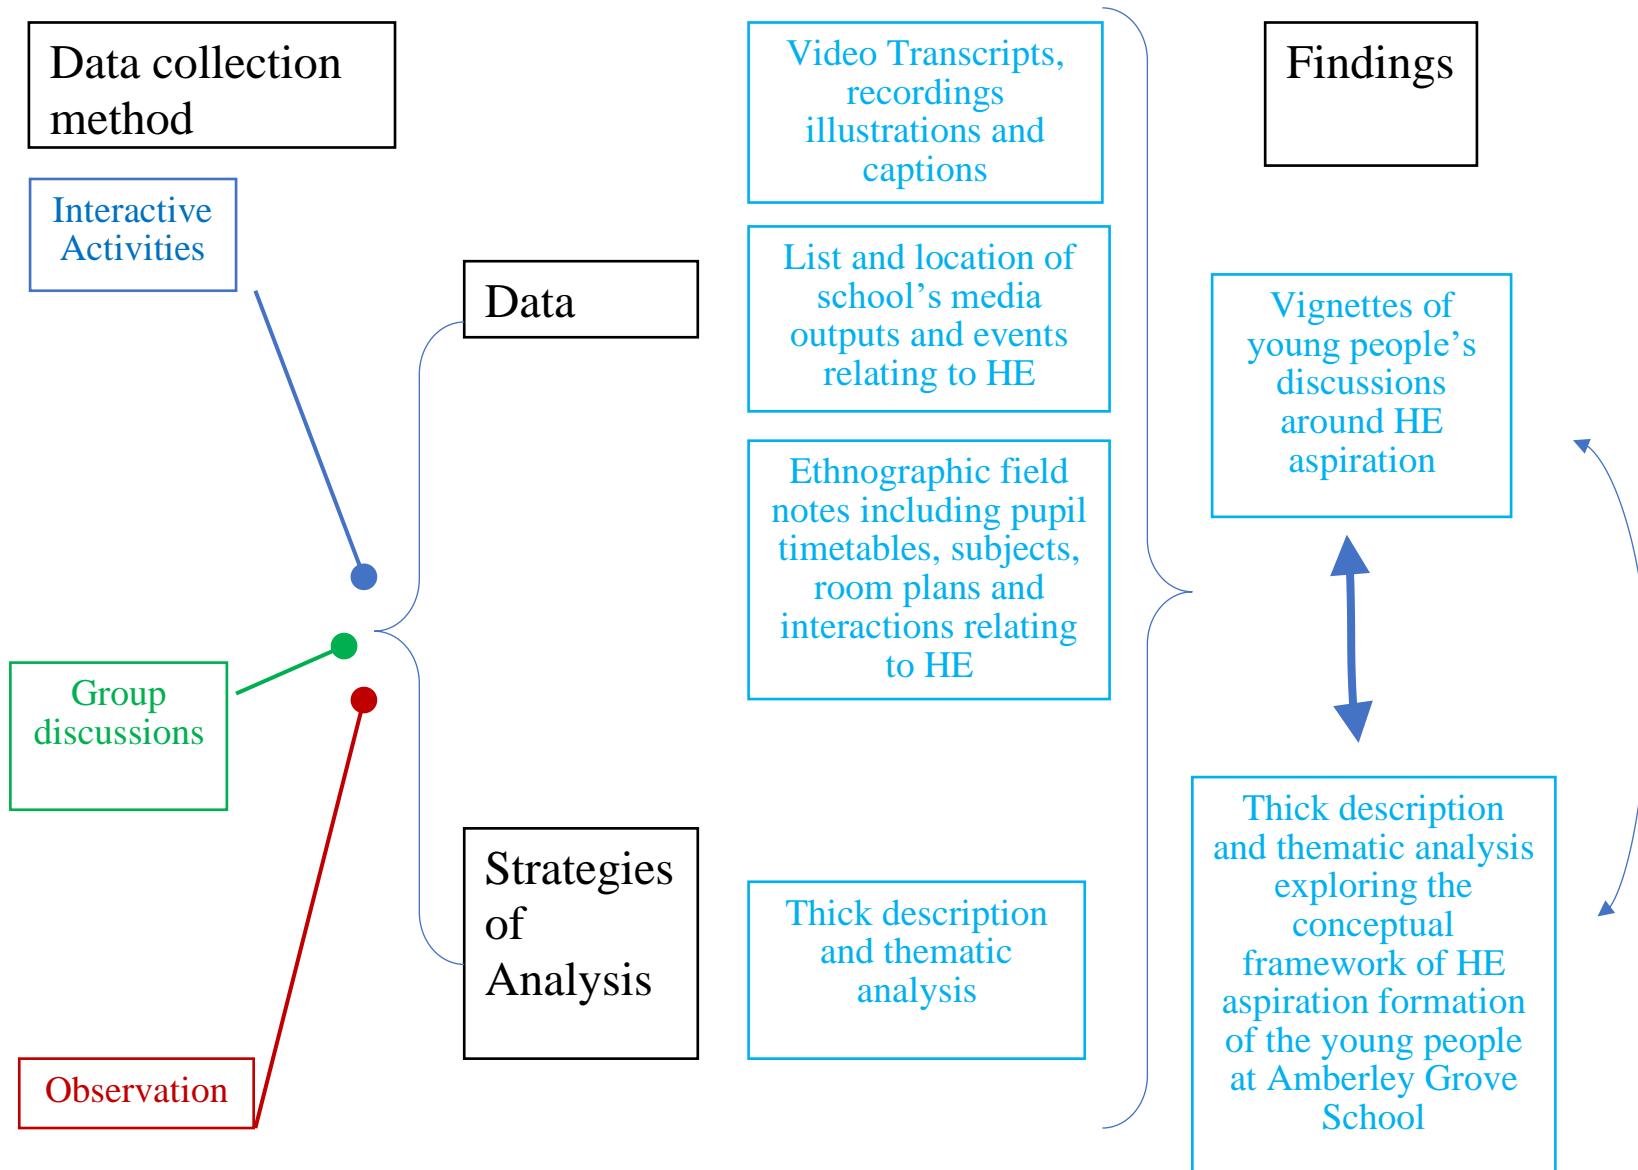 Data collection
method
Interactive
Activities
Group
discussions
Observation
Data
Strategies
of
Analysis
Video Transcripts,
recordings
illustrations and
captions
List and location of
school’s media
outputs and events
relating to HE
Ethnographic field
notes including pupil
timetables, subjects,
room plans and
interactions relating
to HE
Thick description
and thematic
analysis
Findings
Vignettes of
young people’s
discussions
around HE
aspiration
Thick description
and thematic analysis
exploring the
conceptual
framework of HE
aspiration formation
of the young people
at Amberley Grove
School